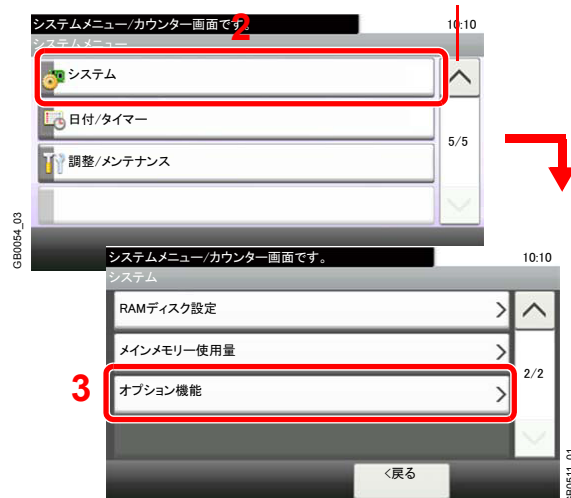 システムメニュー/カウンター画面です。
10:10
2
システムメニュー
システム
日付/タイマー
5/5
調整/メンテナンス
GB0054_03
システムメニュー/カウンター画面です。
10:10
システム
RAMディスク設定
メインメモリー使用量
2/2
3
オプション機能
<戻る
GB0511_01